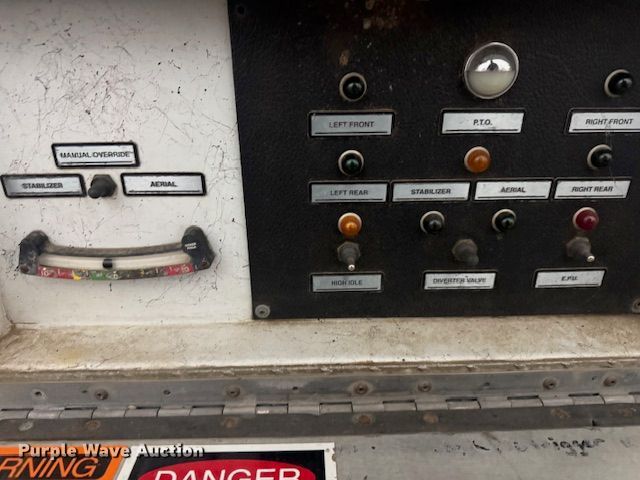 LEFT FRONT
P.T.O.
RIGHT FRONT
MANUAL OVERRIDE
STABILIZER
AERIAL
LEFT REAR
STABILIZER
AERIAL
RIGHT REAR
HIGH IDLE
DIVERTER VALVE
E.P.U.
Purple Wave Auction
RNING
DANGER